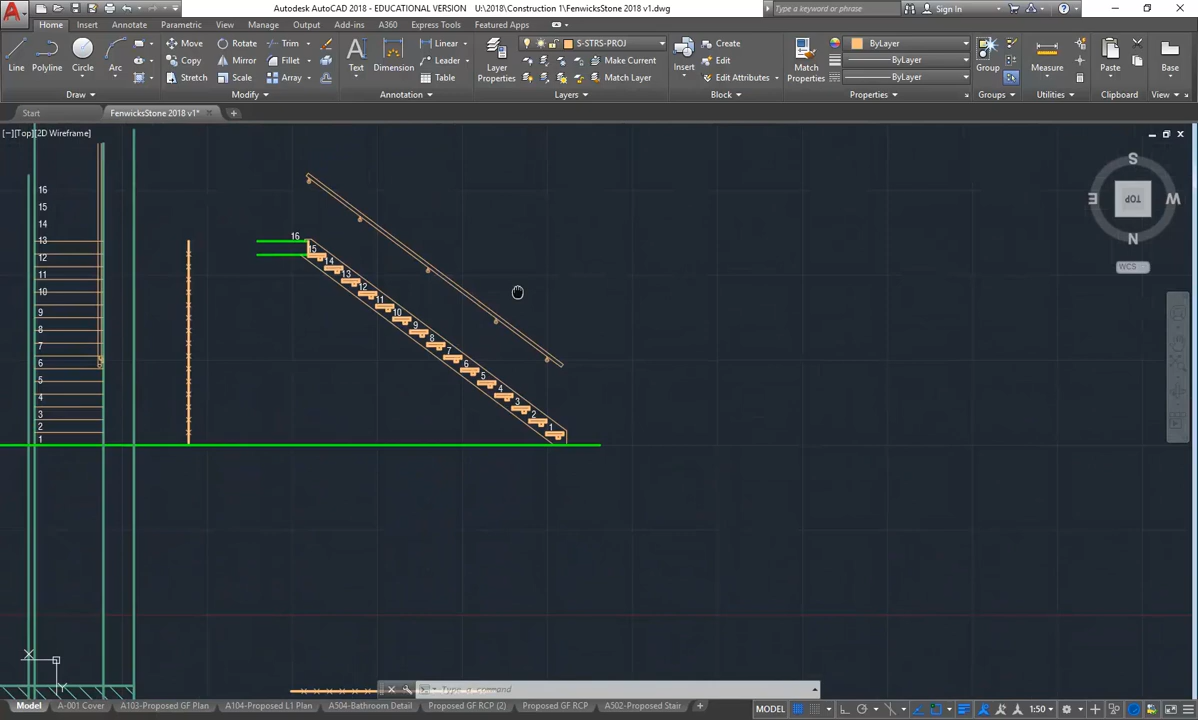 Autodesk AutoCAD 2018 - EDUCATIONAL VERSION U:\2018\Construction 1\FenwicksStone 2018 v1.dwg
Type a keyword or phrase
Sign In
Home Insert Annotate Parametric View Manage Output Add-ins A360 Express Tools Featured Apps
Line Polyline Circle Arc
Move Rotate Trim
Copy Mirror Fillet
Stretch Scale Array
Text Dimension
Linear
Leader
Table
Layer Properties
S-STRS-PROJ
Make Current
Match Layer
Insert
Create
Edit
Edit Attributes
Match Properties
ByLayer
ByLayer
ByLayer
Group
Measure
Paste
Base
Draw Modify Annotation Layers Block Properties Groups Utilities Clipboard View
Start FenwicksStone 2018 v1*
[−][Top][2D Wireframe]
S
E TOP W
N
WCS
16
15
14
13
12
11
10
9
8
7
6
5
4
3
2
1
16
15
14
13
12
11
10
9
8
7
6
5
4
3
2
1
X
Y
Type a command
Model A-001 Cover A103-Proposed GF Plan A104-Proposed L1 Plan A504-Bathroom Detail Proposed GF RCP (2) Proposed GF RCP A502-Proposed Stair
MODEL 1:50